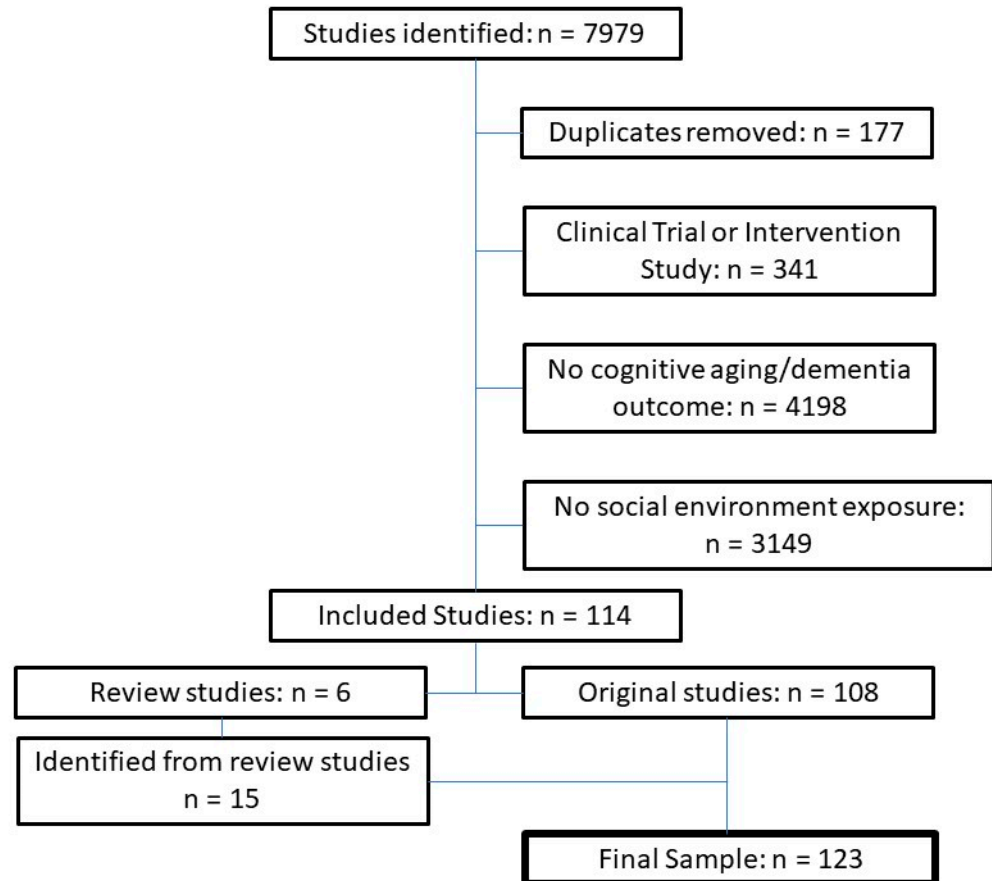 Studies identified: n = 7979
Duplicates removed: n = 177
Clinical Trial or Intervention
Study: n = 341
No cognitive aging/dementia
outcome: n = 4198
No social environment exposure:
n = 3149
Included Studies: n = 114
Review studies: n = 6
Original studies: n = 108
Identified from review studies
n = 15
Final Sample: n = 123